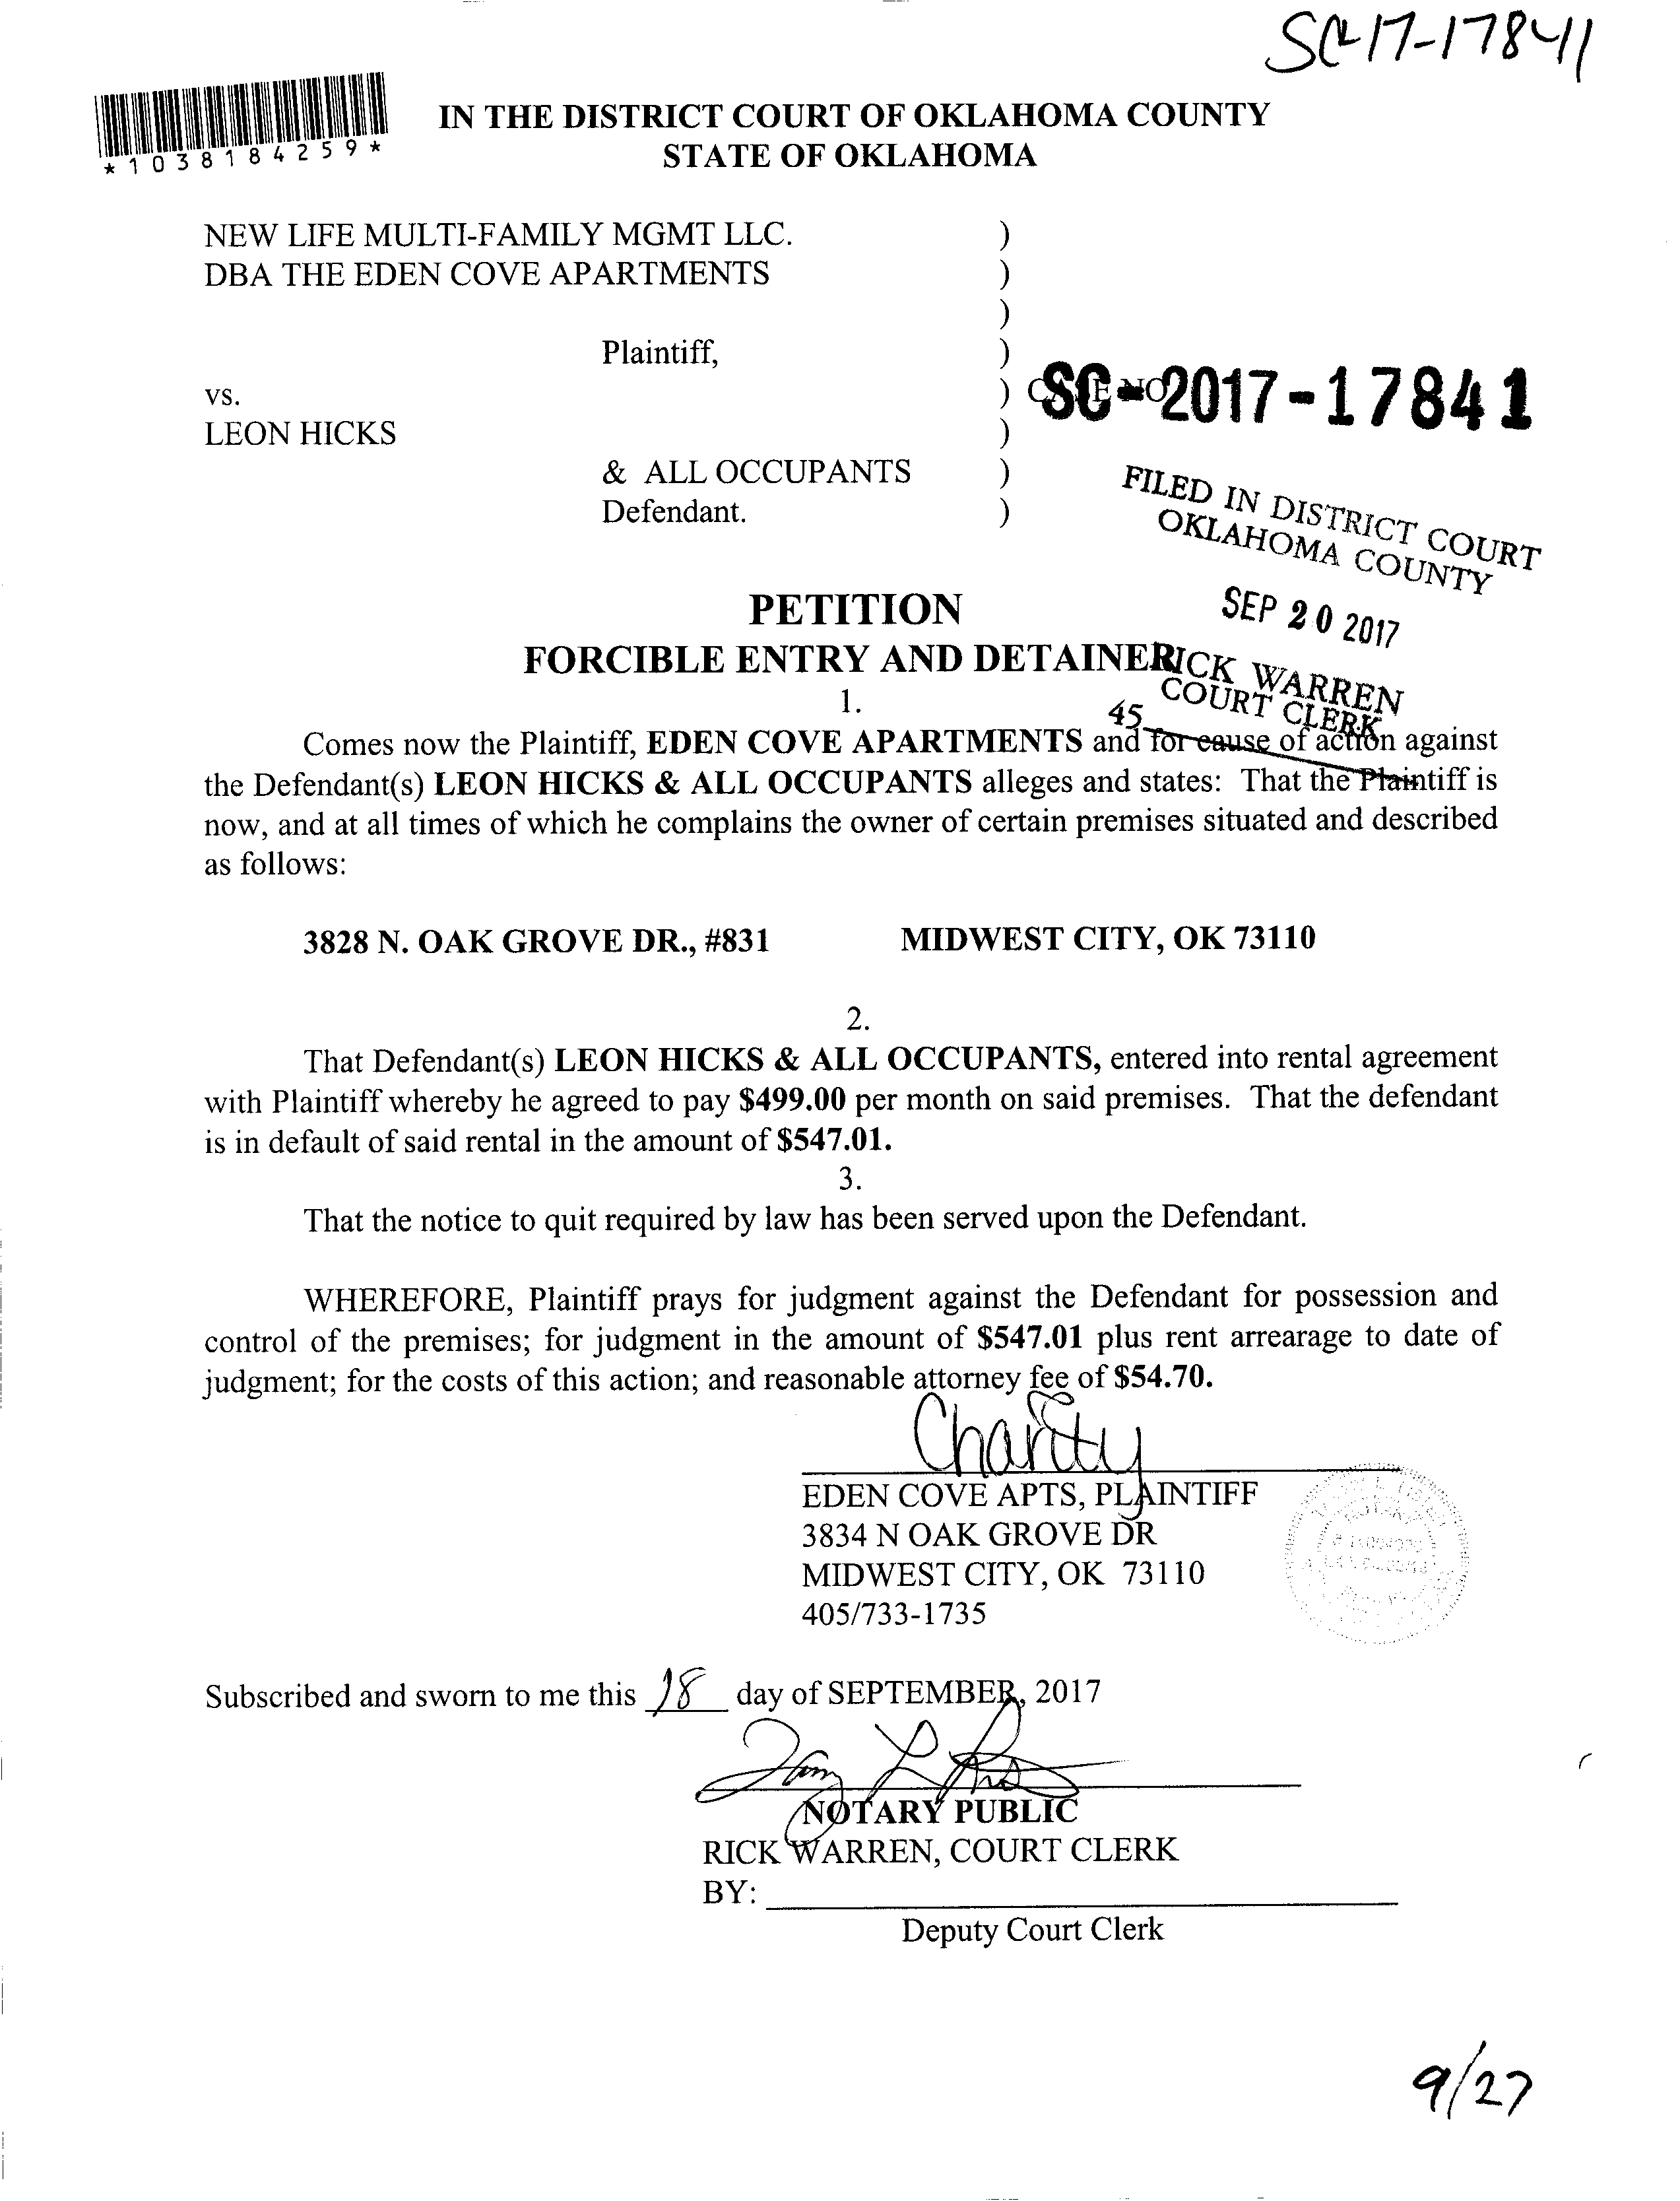 SC-17-17841
*1038184259*
IN THE DISTRICT COURT OF OKLAHOMA COUNTY
STATE OF OKLAHOMA
NEW LIFE MULTI-FAMILY MGMT LLC. )
DBA THE EDEN COVE APARTMENTS )
)
Plaintiff, )
vs. ) CASE NO SC-2017-17841
LEON HICKS )
& ALL OCCUPANTS )
Defendant. )
FILED IN DISTRICT COURT
OKLAHOMA COUNTY
SEP 20 2017
RICK WARREN
COURT CLERK
45
PETITION
FORCIBLE ENTRY AND DETAINER
1.
Comes now the Plaintiff, EDEN COVE APARTMENTS and for cause of action against
the Defendant(s) LEON HICKS & ALL OCCUPANTS alleges and states: That the Plaintiff is
now, and at all times of which he complains the owner of certain premises situated and described
as follows:
3828 N. OAK GROVE DR., #831 MIDWEST CITY, OK 73110
2.
That Defendant(s) LEON HICKS & ALL OCCUPANTS, entered into rental agreement
with Plaintiff whereby he agreed to pay $499.00 per month on said premises. That the defendant
is in default of said rental in the amount of $547.01.
3.
That the notice to quit required by law has been served upon the Defendant.
WHEREFORE, Plaintiff prays for judgment against the Defendant for possession and
control of the premises; for judgment in the amount of $547.01 plus rent arrearage to date of
judgment; for the costs of this action; and reasonable attorney fee of $54.70.
Charity
EDEN COVE APTS, PLAINTIFF
3834 N OAK GROVE DR
MIDWEST CITY, OK 73110
405/733-1735
Subscribed and sworn to me this 18 day of SEPTEMBER, 2017
NOTARY PUBLIC
RICK WARREN, COURT CLERK
BY:
Deputy Court Clerk
9/27